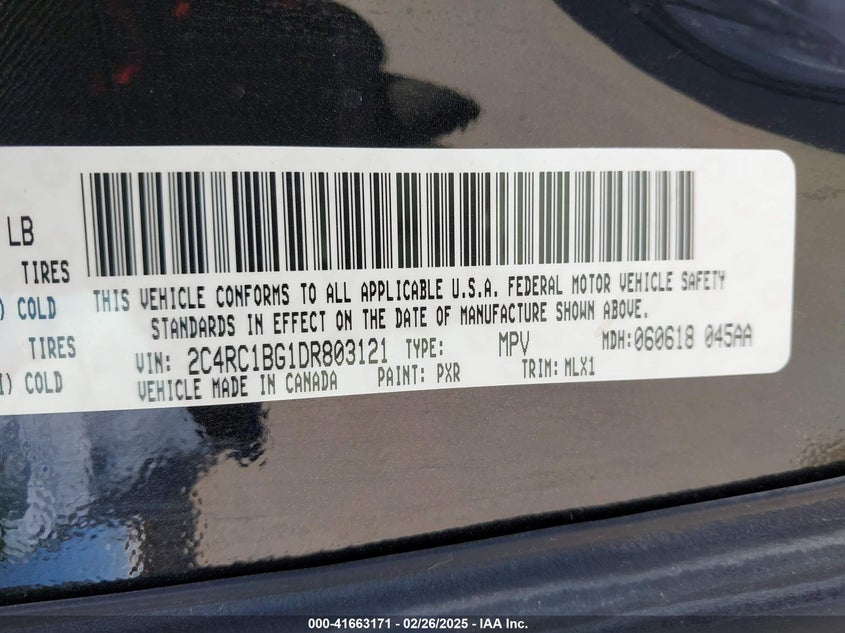 LB
TIRES
) COLD
TIRES
I) COLD
THIS VEHICLE CONFORMS TO ALL APPLICABLE U.S.A. FEDERAL MOTOR VEHICLE SAFETY
STANDARDS IN EFFECT ON THE DATE OF MANUFACTURE SHOWN ABOVE.
VIN: 2C4RC1BG1DR803121 TYPE: MPV MDH:060618 045AA
VEHICLE MADE IN CANADA PAINT: PXR TRIM: MLX1
000-41663171 - 02/26/2025 - IAA Inc.